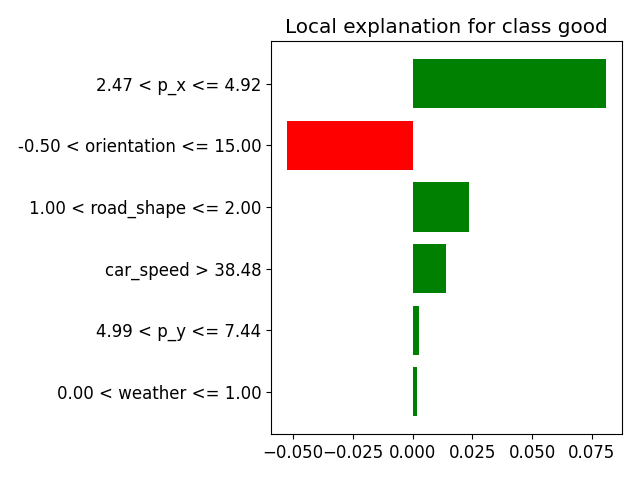 Local explanation for class good
2.47 < p_x <= 4.92
-0.50 < orientation <= 15.00
1.00 < road_shape <= 2.00
car_speed > 38.48
4.99 < p_y <= 7.44
0.00 < weather <= 1.00
−0.050 −0.025 0.000 0.025 0.050 0.075